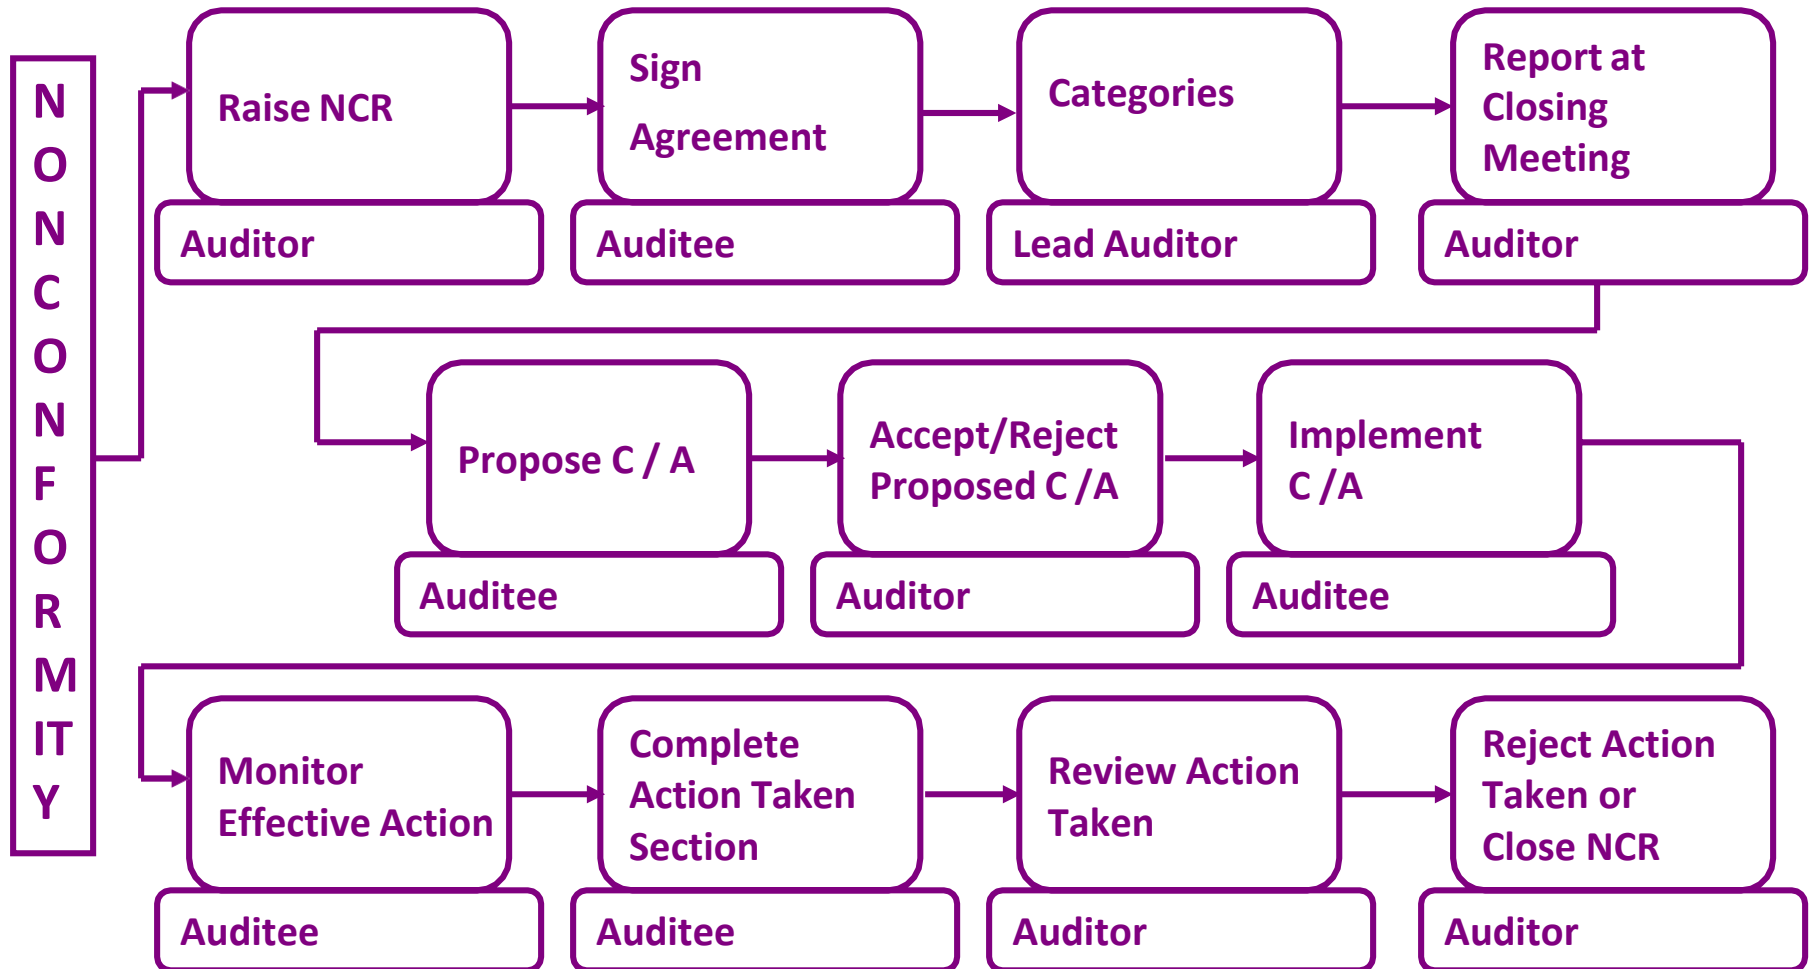 N
O
N
C
O
N
F
O
R
M
IT
Y
Raise NCR
Auditor
Sign
Agreement
Auditee
Categories
Lead Auditor
Report at
Closing
Meeting
Auditor
Propose C / A
Auditee
Accept/Reject
Proposed C /A
Auditor
Implement
C /A
Auditee
Monitor
Effective Action
Auditee
Complete
Action Taken
Section
Auditee
Review Action
Taken
Auditor
Reject Action
Taken or
Close NCR
Auditor